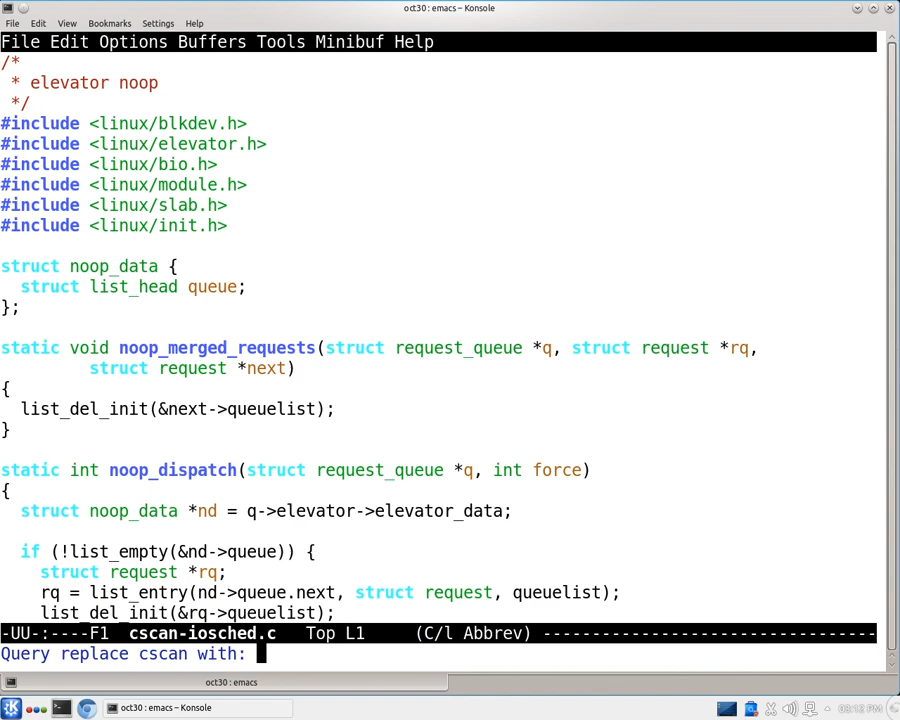 oct30 : emacs – Konsole
File Edit View Bookmarks Settings Help
File Edit Options Buffers Tools Minibuf Help
/*
 * elevator noop
 */
#include <linux/blkdev.h>
#include <linux/elevator.h>
#include <linux/bio.h>
#include <linux/module.h>
#include <linux/slab.h>
#include <linux/init.h>
struct noop_data {
  struct list_head queue;
};
static void noop_merged_requests(struct request_queue *q, struct request *rq,
         struct request *next)
{
  list_del_init(&next->queuelist);
}
static int noop_dispatch(struct request_queue *q, int force)
{
  struct noop_data *nd = q->elevator->elevator_data;
  if (!list_empty(&nd->queue)) {
    struct request *rq;
    rq = list_entry(nd->queue.next, struct request, queuelist);
    list_del_init(&rq->queuelist);
-UU-:----F1  cscan-iosched.c   Top L1     (C/l Abbrev) ----------------------------------
Query replace cscan with:
oct30 : emacs
oct30 : emacs – Konsole
03:12 PM